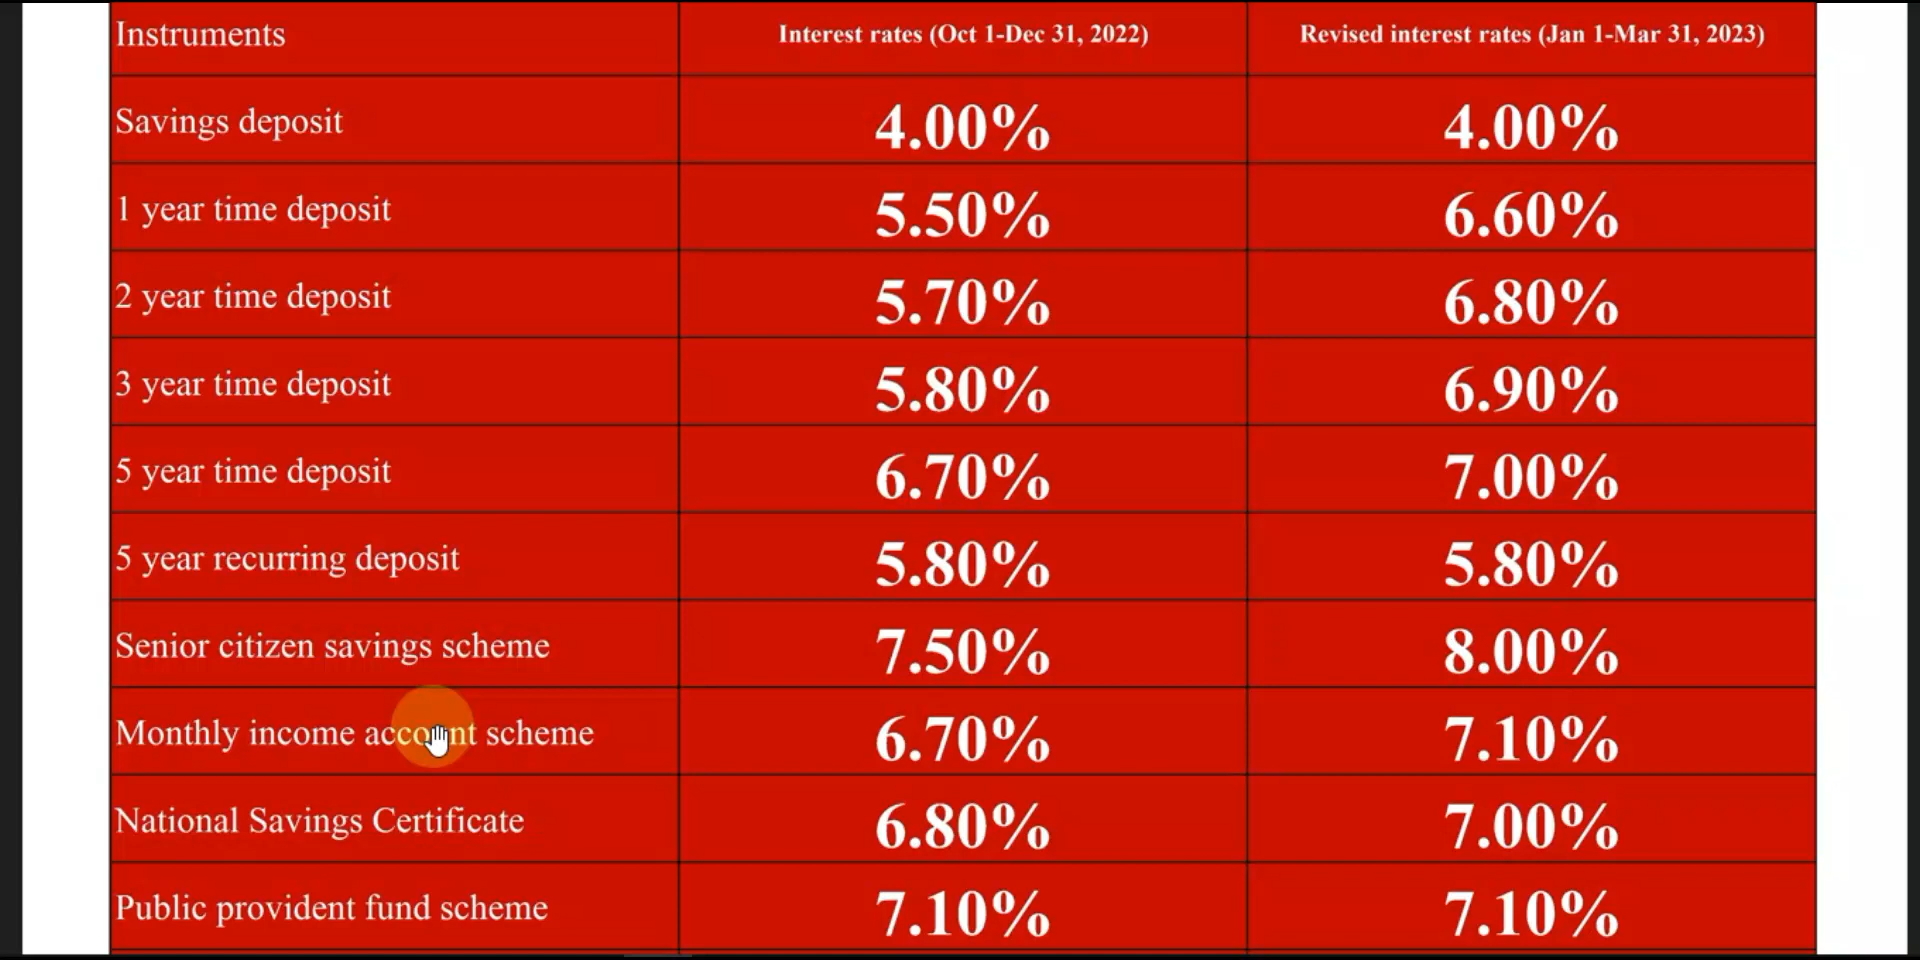 Instruments Interest rates (Oct 1-Dec 31, 2022) Revised interest rates (Jan 1-Mar 31, 2023)
Savings deposit 4.00% 4.00%
1 year time deposit 5.50% 6.60%
2 year time deposit 5.70% 6.80%
3 year time deposit 5.80% 6.90%
5 year time deposit 6.70% 7.00%
5 year recurring deposit 5.80% 5.80%
Senior citizen savings scheme 7.50% 8.00%
Monthly income account scheme 6.70% 7.10%
National Savings Certificate 6.80% 7.00%
Public provident fund scheme 7.10% 7.10%